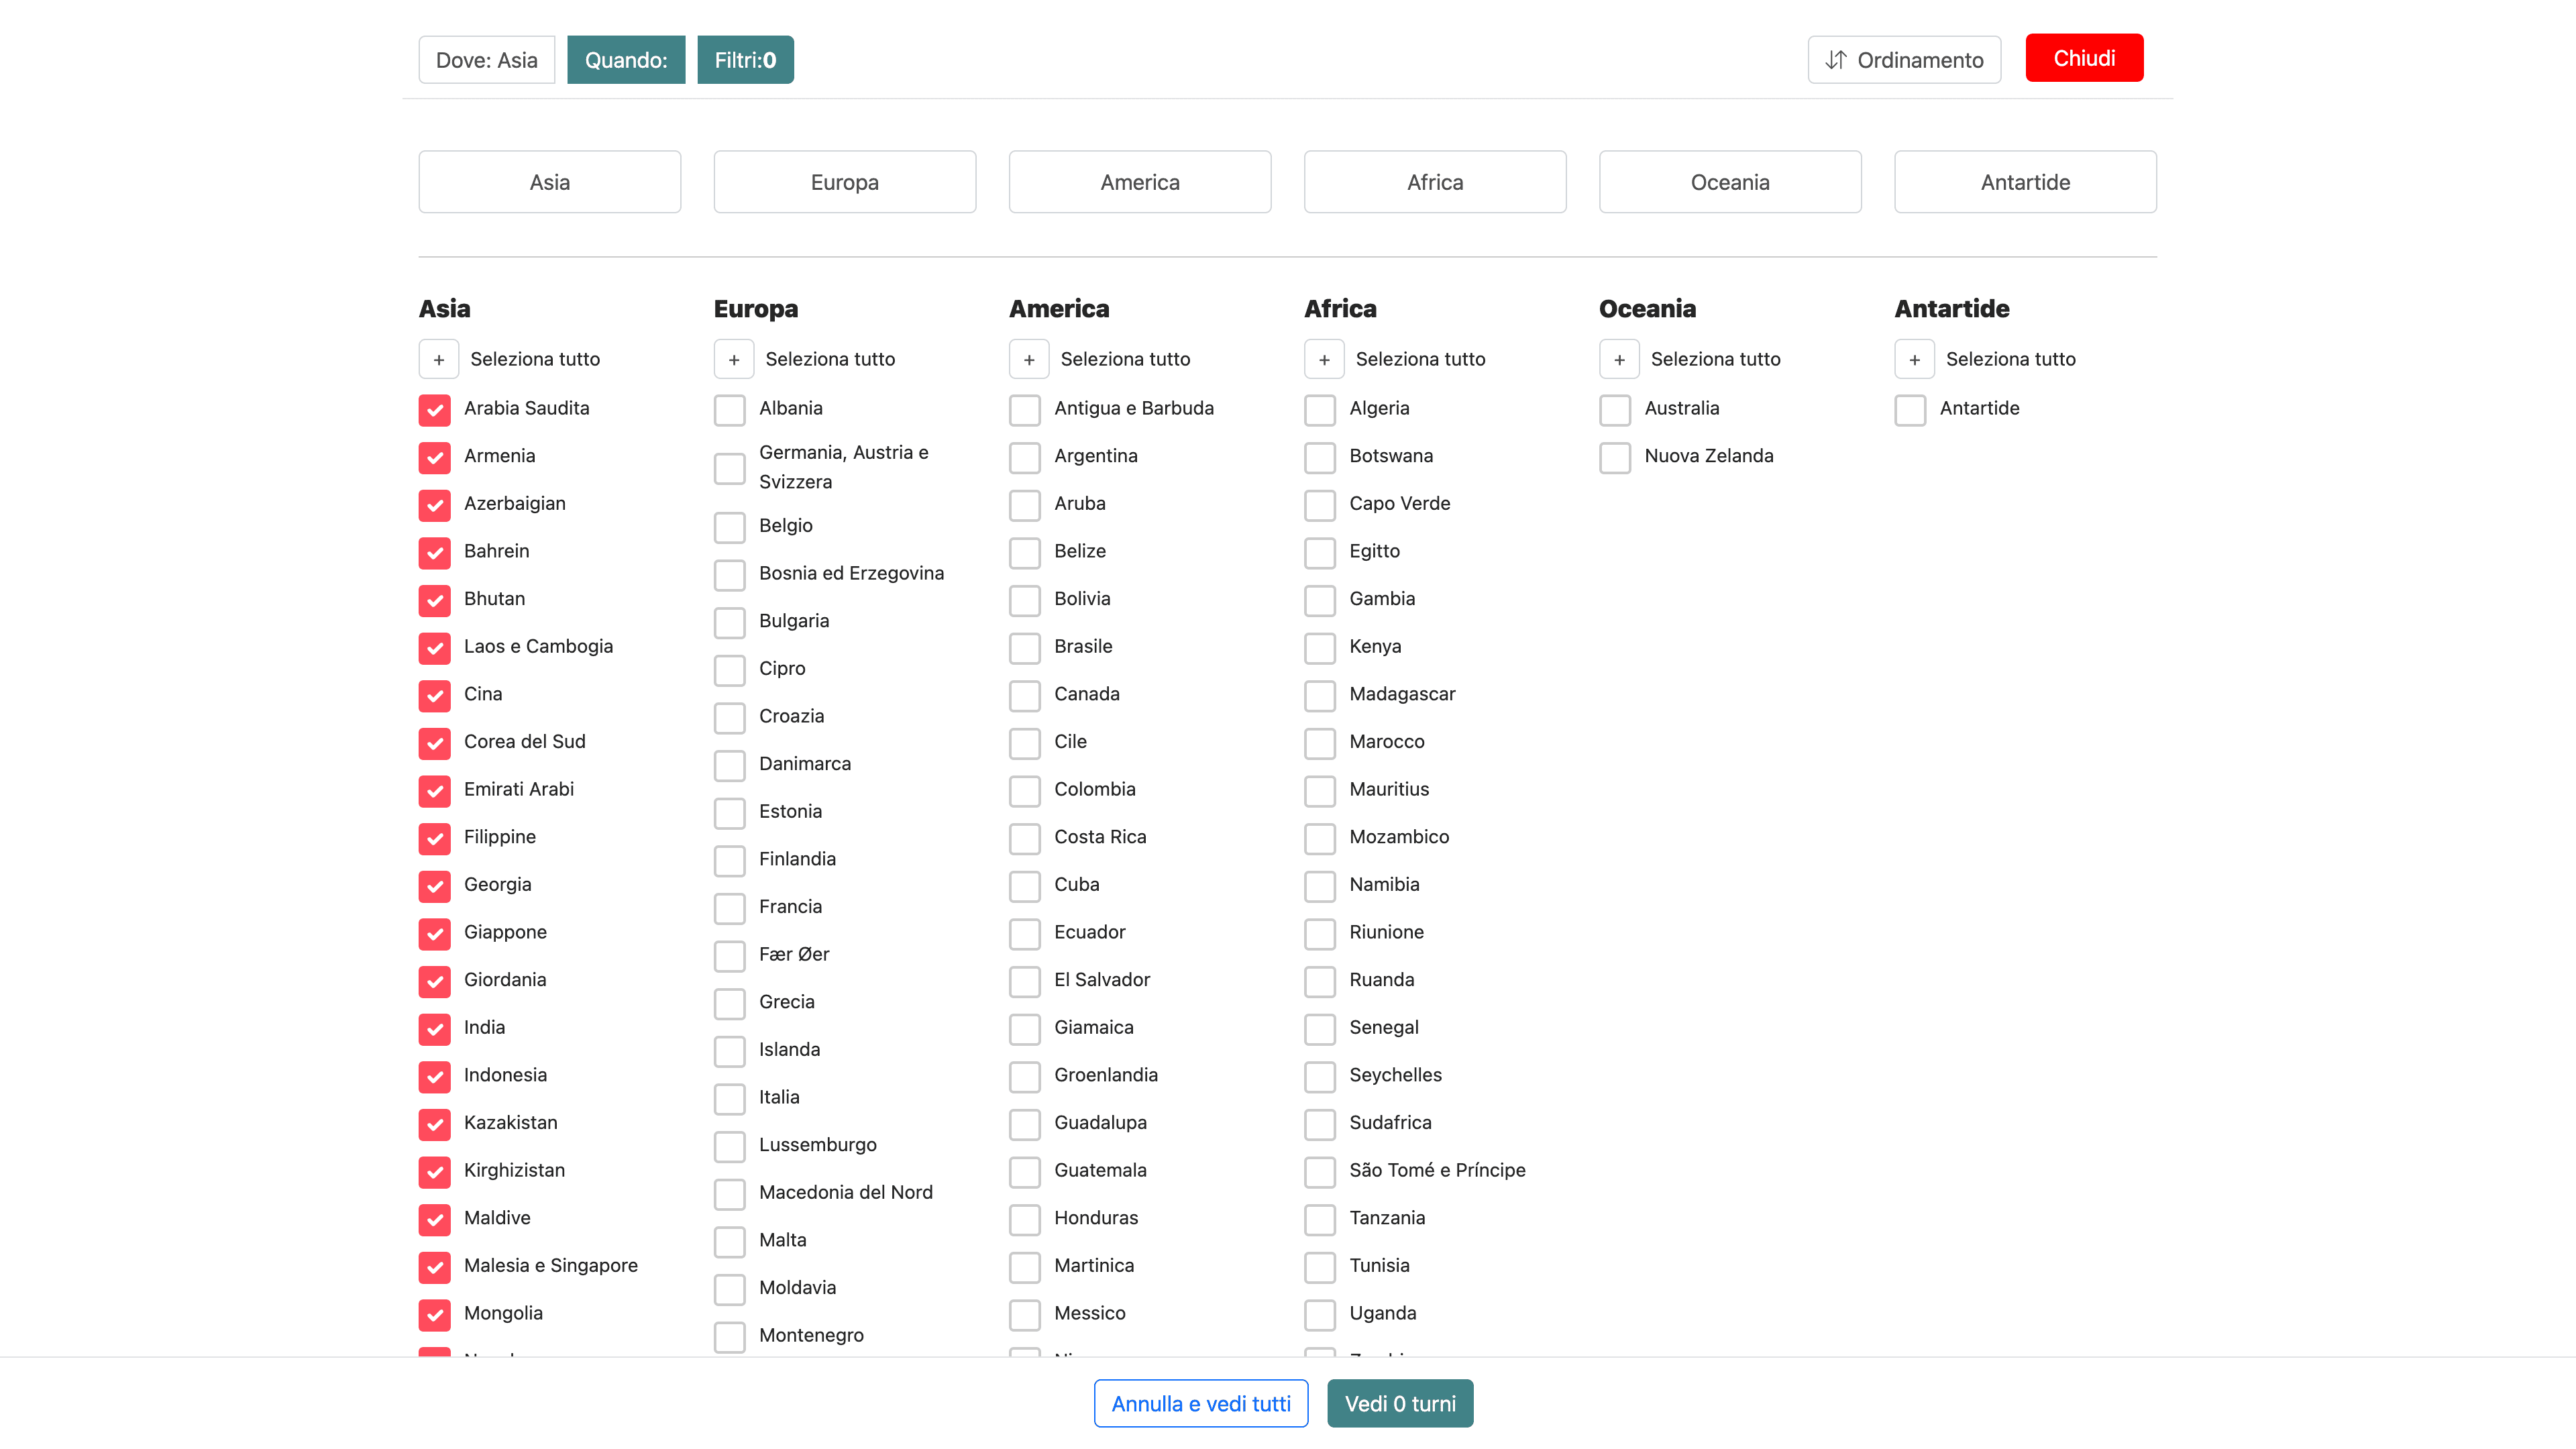 Dove: Asia
Quando:
Filtri:0
Ordinamento
Chiudi
Asia
Europa
America
Africa
Oceania
Antartide
Asia
+ Seleziona tutto
Arabia Saudita
Armenia
Azerbaigian
Bahrein
Bhutan
Laos e Cambogia
Cina
Corea del Sud
Emirati Arabi
Filippine
Georgia
Giappone
Giordania
India
Indonesia
Kazakistan
Kirghizistan
Maldive
Malesia e Singapore
Mongolia
Europa
+ Seleziona tutto
Albania
Germania, Austria e
Svizzera
Belgio
Bosnia ed Erzegovina
Bulgaria
Cipro
Croazia
Danimarca
Estonia
Finlandia
Francia
Fær Øer
Grecia
Islanda
Italia
Lussemburgo
Macedonia del Nord
Malta
Moldavia
Montenegro
America
+ Seleziona tutto
Antigua e Barbuda
Argentina
Aruba
Belize
Bolivia
Brasile
Canada
Cile
Colombia
Costa Rica
Cuba
Ecuador
El Salvador
Giamaica
Groenlandia
Guadalupa
Guatemala
Honduras
Martinica
Messico
Africa
+ Seleziona tutto
Algeria
Botswana
Capo Verde
Egitto
Gambia
Kenya
Madagascar
Marocco
Mauritius
Mozambico
Namibia
Riunione
Ruanda
Senegal
Seychelles
Sudafrica
São Tomé e Príncipe
Tanzania
Tunisia
Uganda
Oceania
+ Seleziona tutto
Australia
Nuova Zelanda
Antartide
+ Seleziona tutto
Antartide
Annulla e vedi tutti
Vedi 0 turni